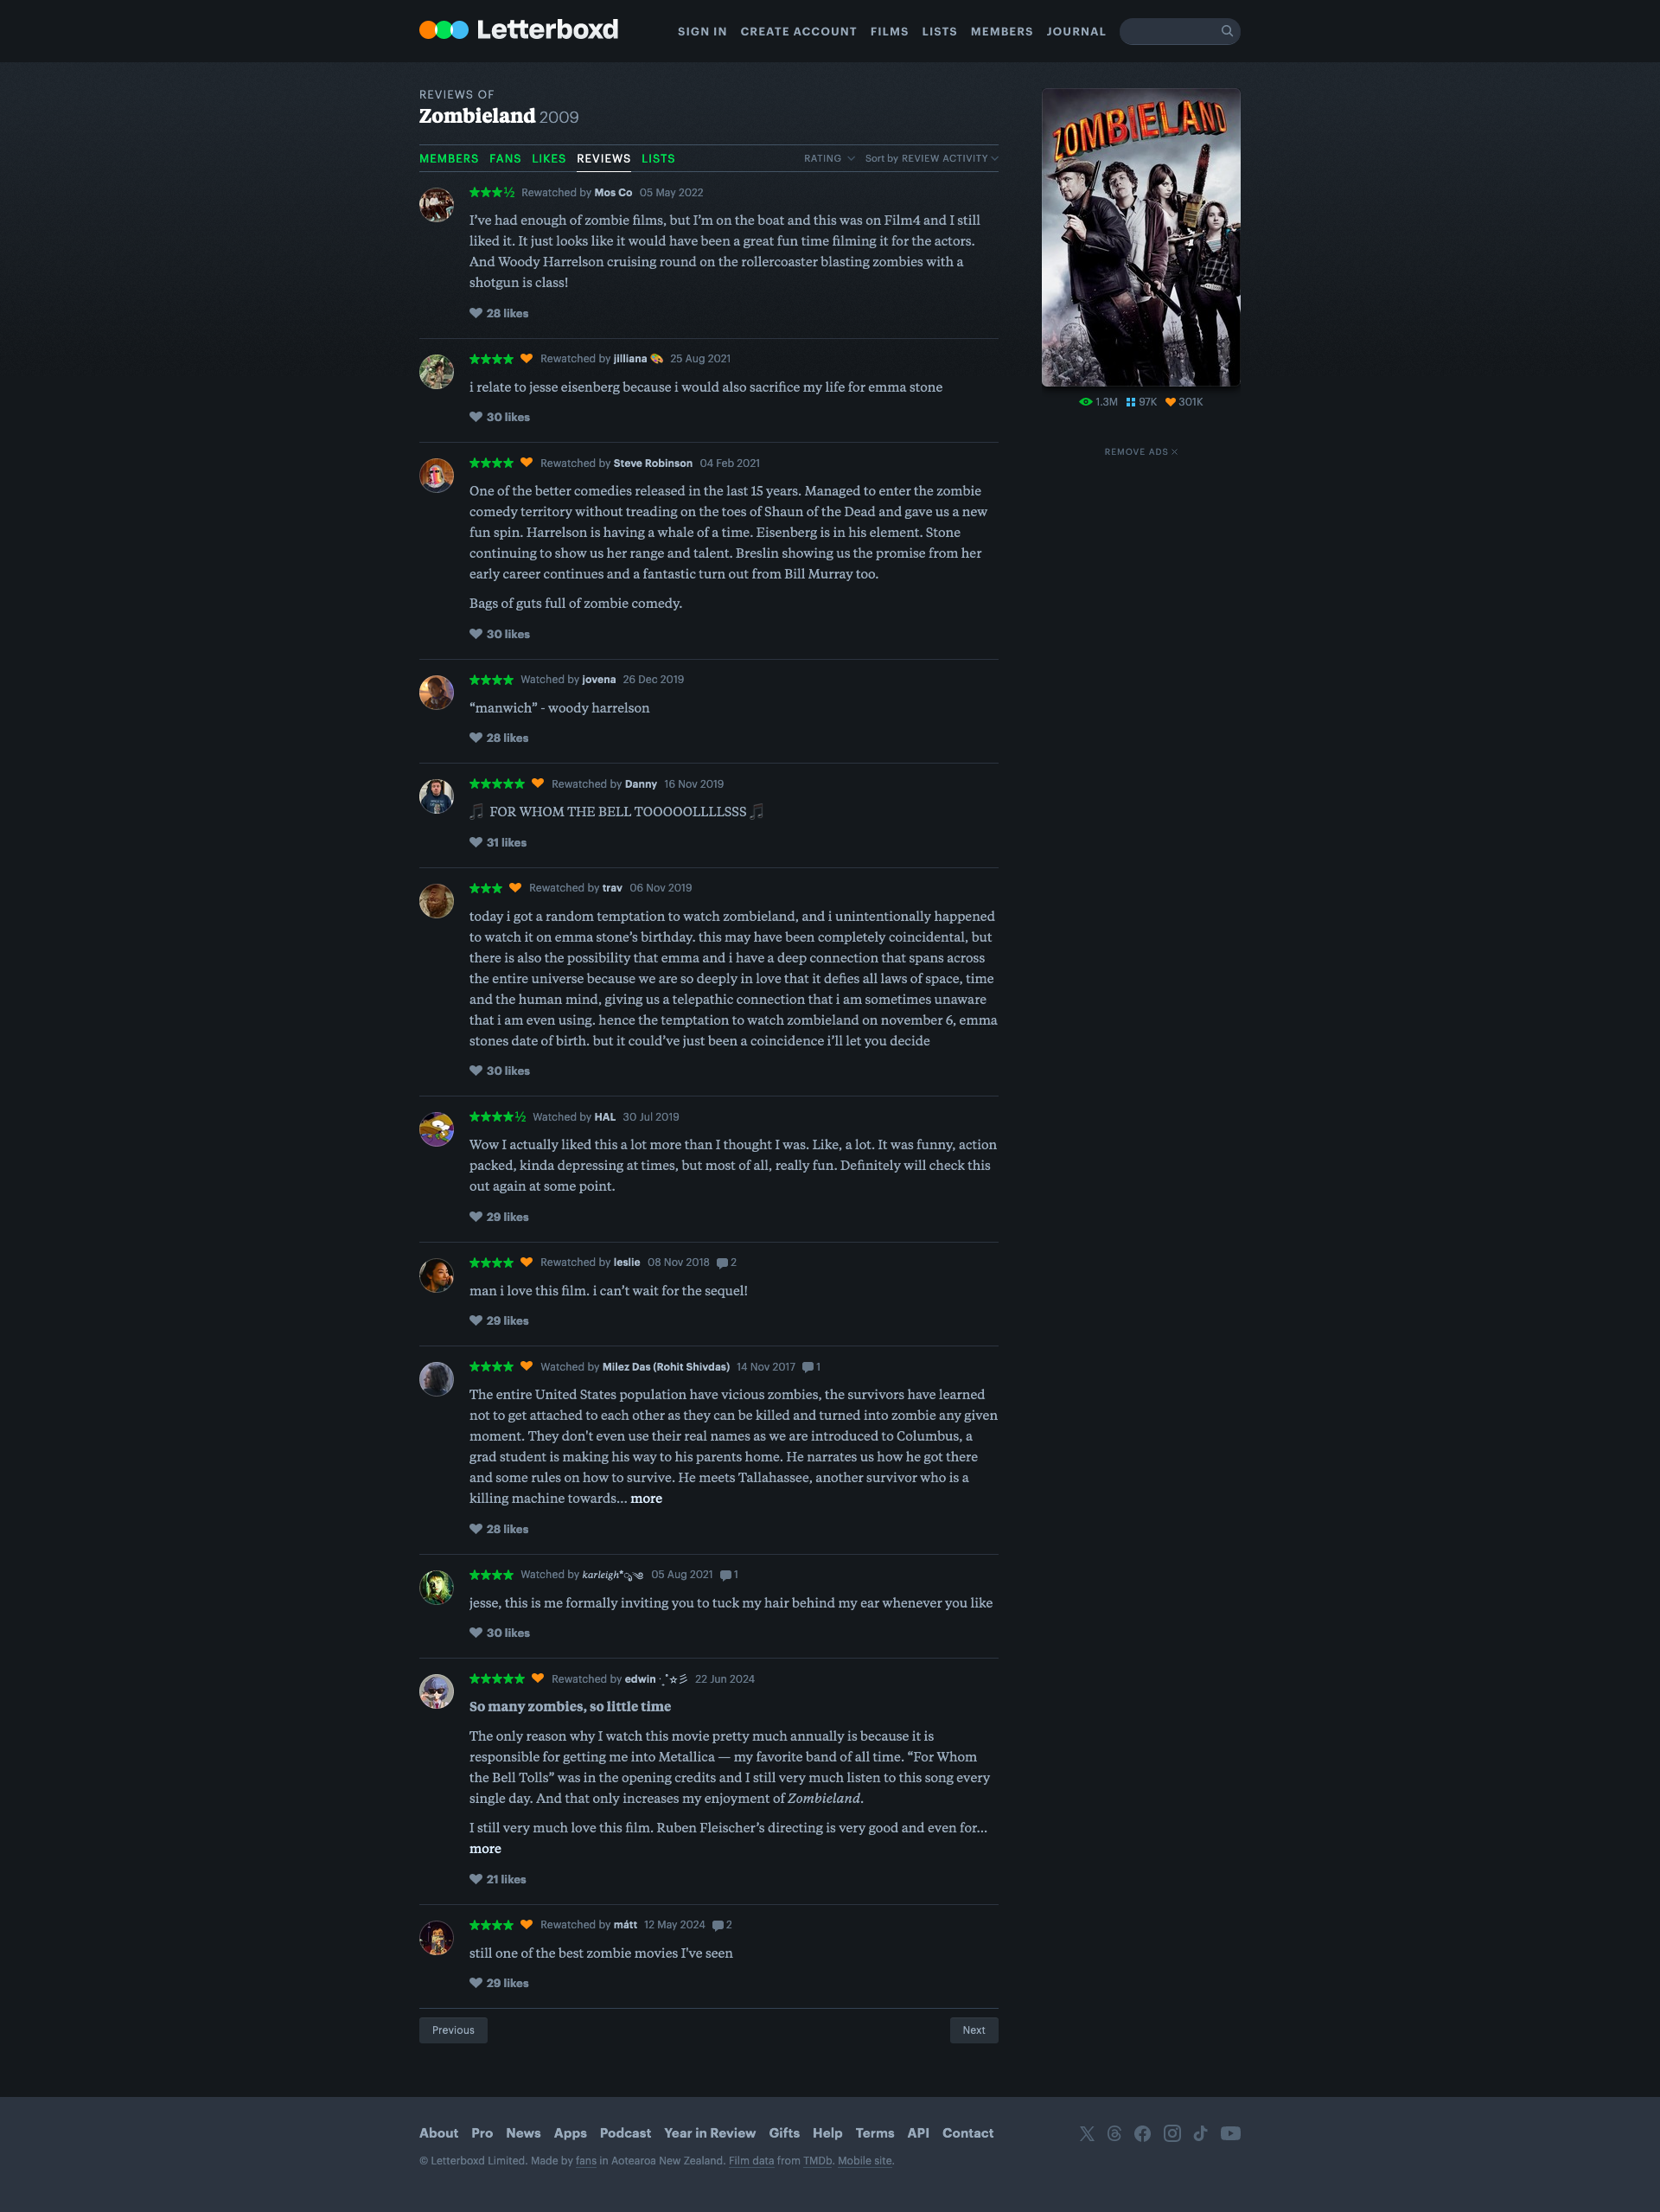 Letterboxd
SIGN IN CREATE ACCOUNT FILMS LISTS MEMBERS JOURNAL
REVIEWS OF
Zombieland 2009
MEMBERS FANS LIKES REVIEWS LISTS RATING Sort by REVIEW ACTIVITY
ZOMBIELAND
1.3M 97K 301K
REMOVE ADS
★★★½ Rewatched by Mos Co 05 May 2022
I’ve had enough of zombie films, but I’m on the boat and this was on Film4 and I still
liked it. It just looks like it would have been a great fun time filming it for the actors.
And Woody Harrelson cruising round on the rollercoaster blasting zombies with a
shotgun is class!
28 likes
★★★★ Rewatched by jilliana 🎨 25 Aug 2021
i relate to jesse eisenberg because i would also sacrifice my life for emma stone
30 likes
★★★★ Rewatched by Steve Robinson 04 Feb 2021
One of the better comedies released in the last 15 years. Managed to enter the zombie
comedy territory without treading on the toes of Shaun of the Dead and gave us a new
fun spin. Harrelson is having a whale of a time. Eisenberg is in his element. Stone
continuing to show us her range and talent. Breslin showing us the promise from her
early career continues and a fantastic turn out from Bill Murray too.
Bags of guts full of zombie comedy.
30 likes
★★★★ Watched by jovena 26 Dec 2019
“manwich” - woody harrelson
28 likes
★★★★★ Rewatched by Danny 16 Nov 2019
🎵 FOR WHOM THE BELL TOOOOOLLLLSSS 🎵
31 likes
★★★ Rewatched by trav 06 Nov 2019
today i got a random temptation to watch zombieland, and i unintentionally happened
to watch it on emma stone’s birthday. this may have been completely coincidental, but
there is also the possibility that emma and i have a deep connection that spans across
the entire universe because we are so deeply in love that it defies all laws of space, time
and the human mind, giving us a telepathic connection that i am sometimes unaware
that i am even using. hence the temptation to watch zombieland on november 6, emma
stones date of birth. but it could’ve just been a coincidence i’ll let you decide
30 likes
★★★★½ Watched by HAL 30 Jul 2019
Wow I actually liked this a lot more than I thought I was. Like, a lot. It was funny, action
packed, kinda depressing at times, but most of all, really fun. Definitely will check this
out again at some point.
29 likes
★★★★ Rewatched by leslie 08 Nov 2018 2
man i love this film. i can’t wait for the sequel!
29 likes
★★★★ Watched by Milez Das (Rohit Shivdas) 14 Nov 2017 1
The entire United States population have vicious zombies, the survivors have learned
not to get attached to each other as they can be killed and turned into zombie any given
moment. They don't even use their real names as we are introduced to Columbus, a
grad student is making his way to his parents home. He narrates us how he got there
and some rules on how to survive. He meets Tallahassee, another survivor who is a
killing machine towards… more
28 likes
★★★★ Watched by karleigh*ೃ༄ 05 Aug 2021 1
jesse, this is me formally inviting you to tuck my hair behind my ear whenever you like
30 likes
★★★★★ Rewatched by edwin ‧˚˖☆彡 22 Jun 2024
So many zombies, so little time
The only reason why I watch this movie pretty much annually is because it is
responsible for getting me into Metallica — my favorite band of all time. “For Whom
the Bell Tolls” was in the opening credits and I still very much listen to this song every
single day. And that only increases my enjoyment of Zombieland.
I still very much love this film. Ruben Fleischer’s directing is very good and even for…
more
21 likes
★★★★ Rewatched by mátt 12 May 2024 2
still one of the best zombie movies I've seen
29 likes
Previous Next
About Pro News Apps Podcast Year in Review Gifts Help Terms API Contact
© Letterboxd Limited. Made by fans in Aotearoa New Zealand. Film data from TMDb. Mobile site.